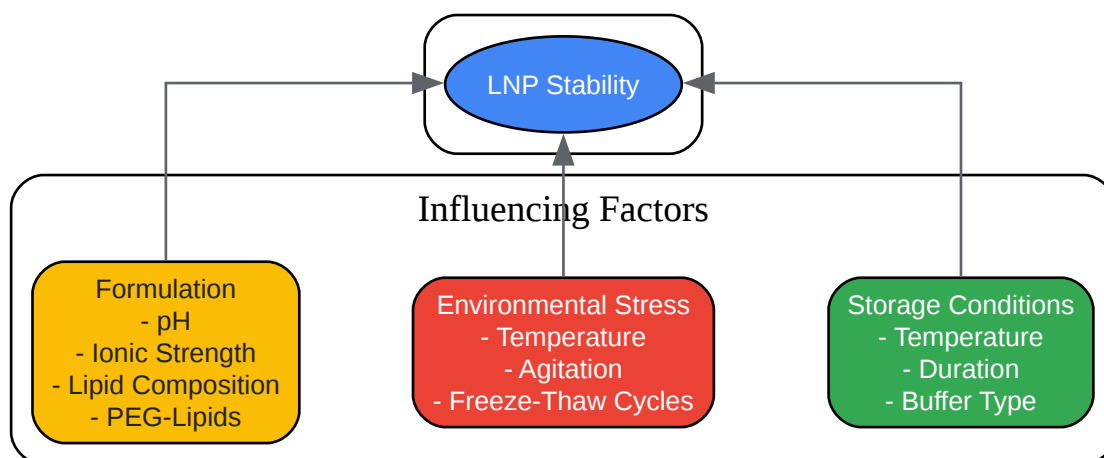 LNP Stability
Influencing Factors
Formulation
- pH
- Ionic Strength
- Lipid Composition
- PEG-Lipids
Environmental Stress
- Temperature
- Agitation
- Freeze-Thaw Cycles
Storage Conditions
- Temperature
- Duration
- Buffer Type